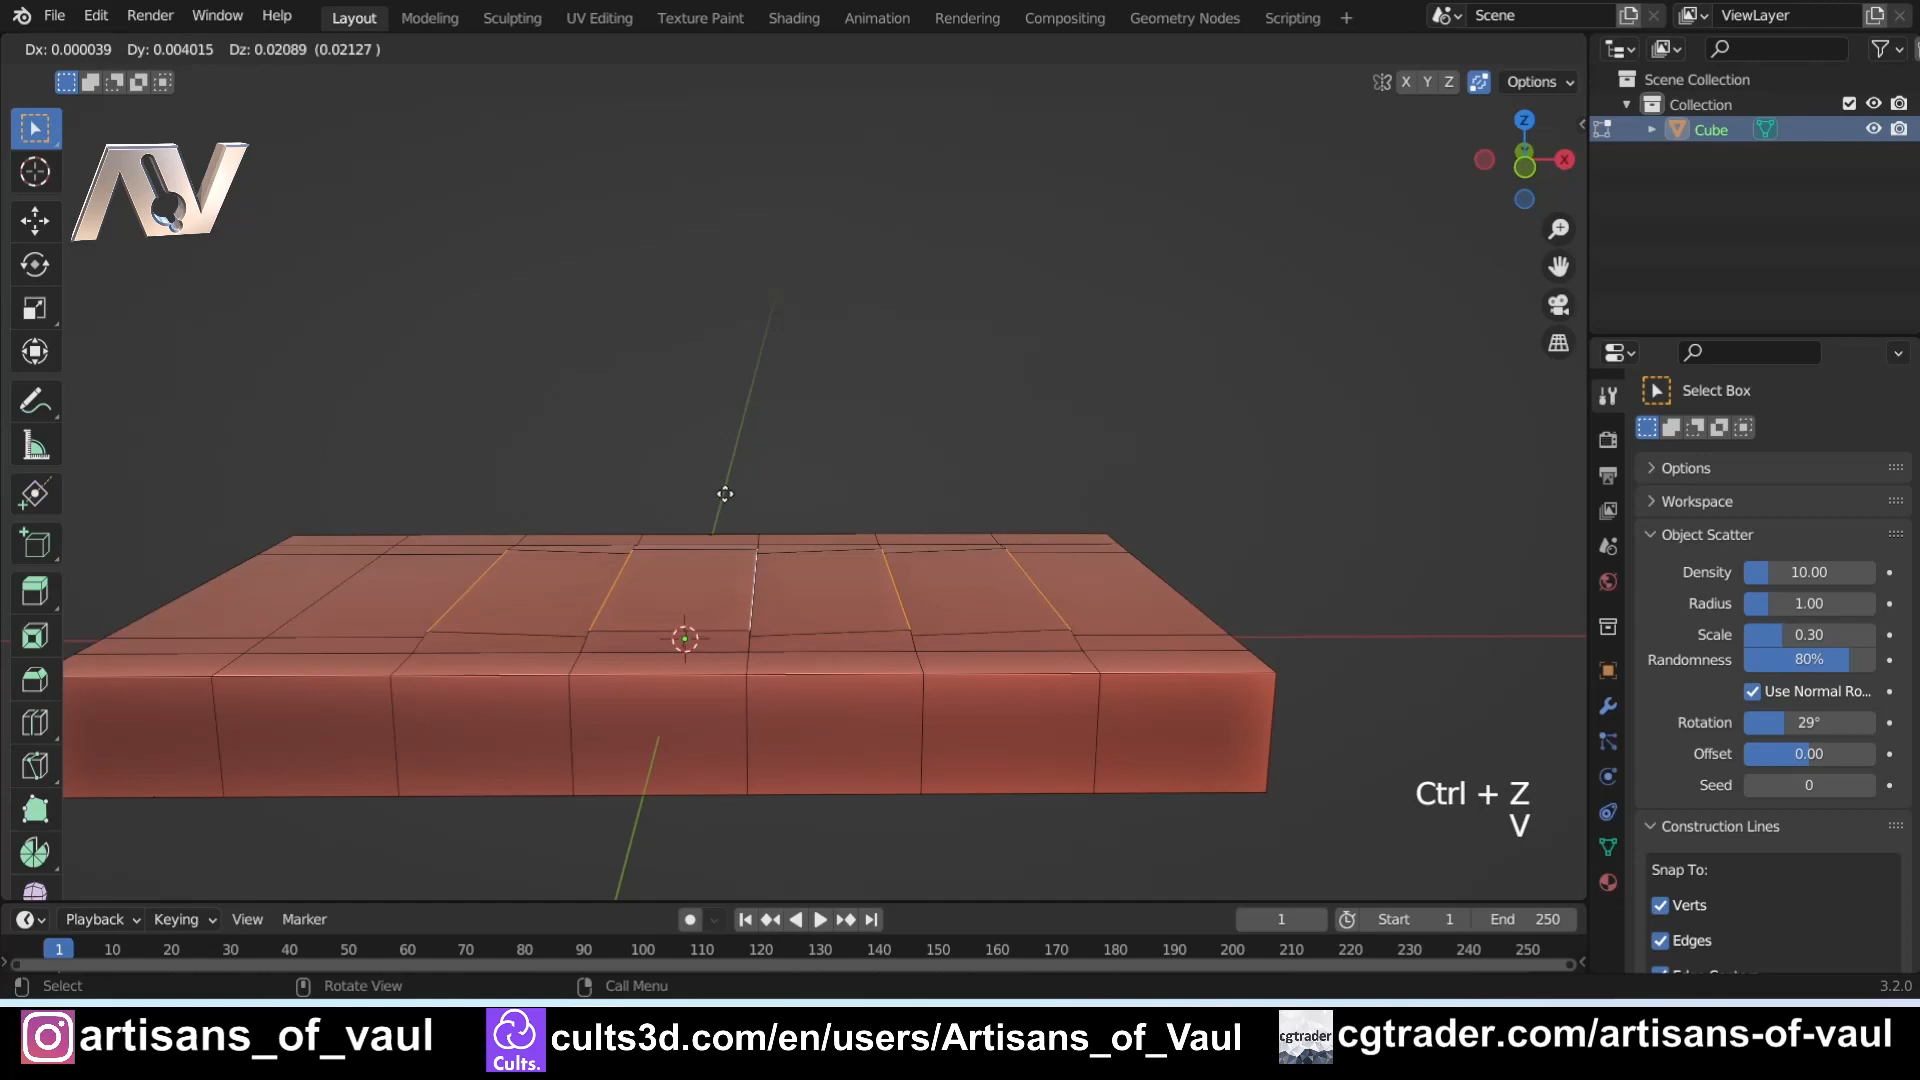 File Edit Render Window Help Layout Modeling Sculpting UV Editing Texture Paint Shading Animation Rendering Compositing Geometry Nodes Scripting + Scene ViewLayer
Dx: 0.000039 Dy: 0.004015 Dz: 0.02089 (0.02127 )
X Y Z Options
Scene Collection
Collection
Cube
Z
X
Select Box
Options
Workspace
Object Scatter
Density 10.00
Radius 1.00
Scale 0.30
Randomness 80%
Use Normal Ro...
Rotation 29°
Offset 0.00
Seed 0
Construction Lines
Snap To:
Verts
Edges
Ctrl + Z
V
Playback Keying View Marker 1 Start 1 End 250
1 10 20 30 40 50 60 70 80 90 100 110 120 130 140 150 160 170 180 190 200 210 220 230 240 250
Select Rotate View Call Menu 3.2.0
artisans_of_vaul Cults. cults3d.com/en/users/Artisans_of_Vaul cgtrader cgtrader.com/artisans-of-vaul